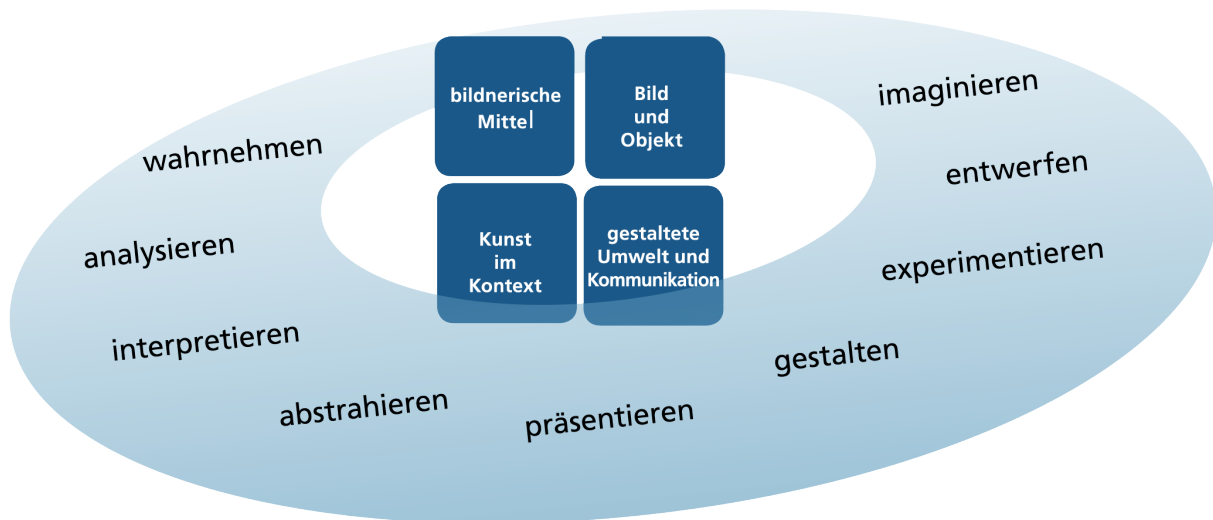 bildnerische
Mittel
Bild
und
Objekt
Kunst
im
Kontext
gestaltete
Umwelt und
Kommunikation
wahrnehmen
analysieren
interpretieren
abstrahieren
präsentieren
gestalten
experimentieren
entwerfen
imaginieren